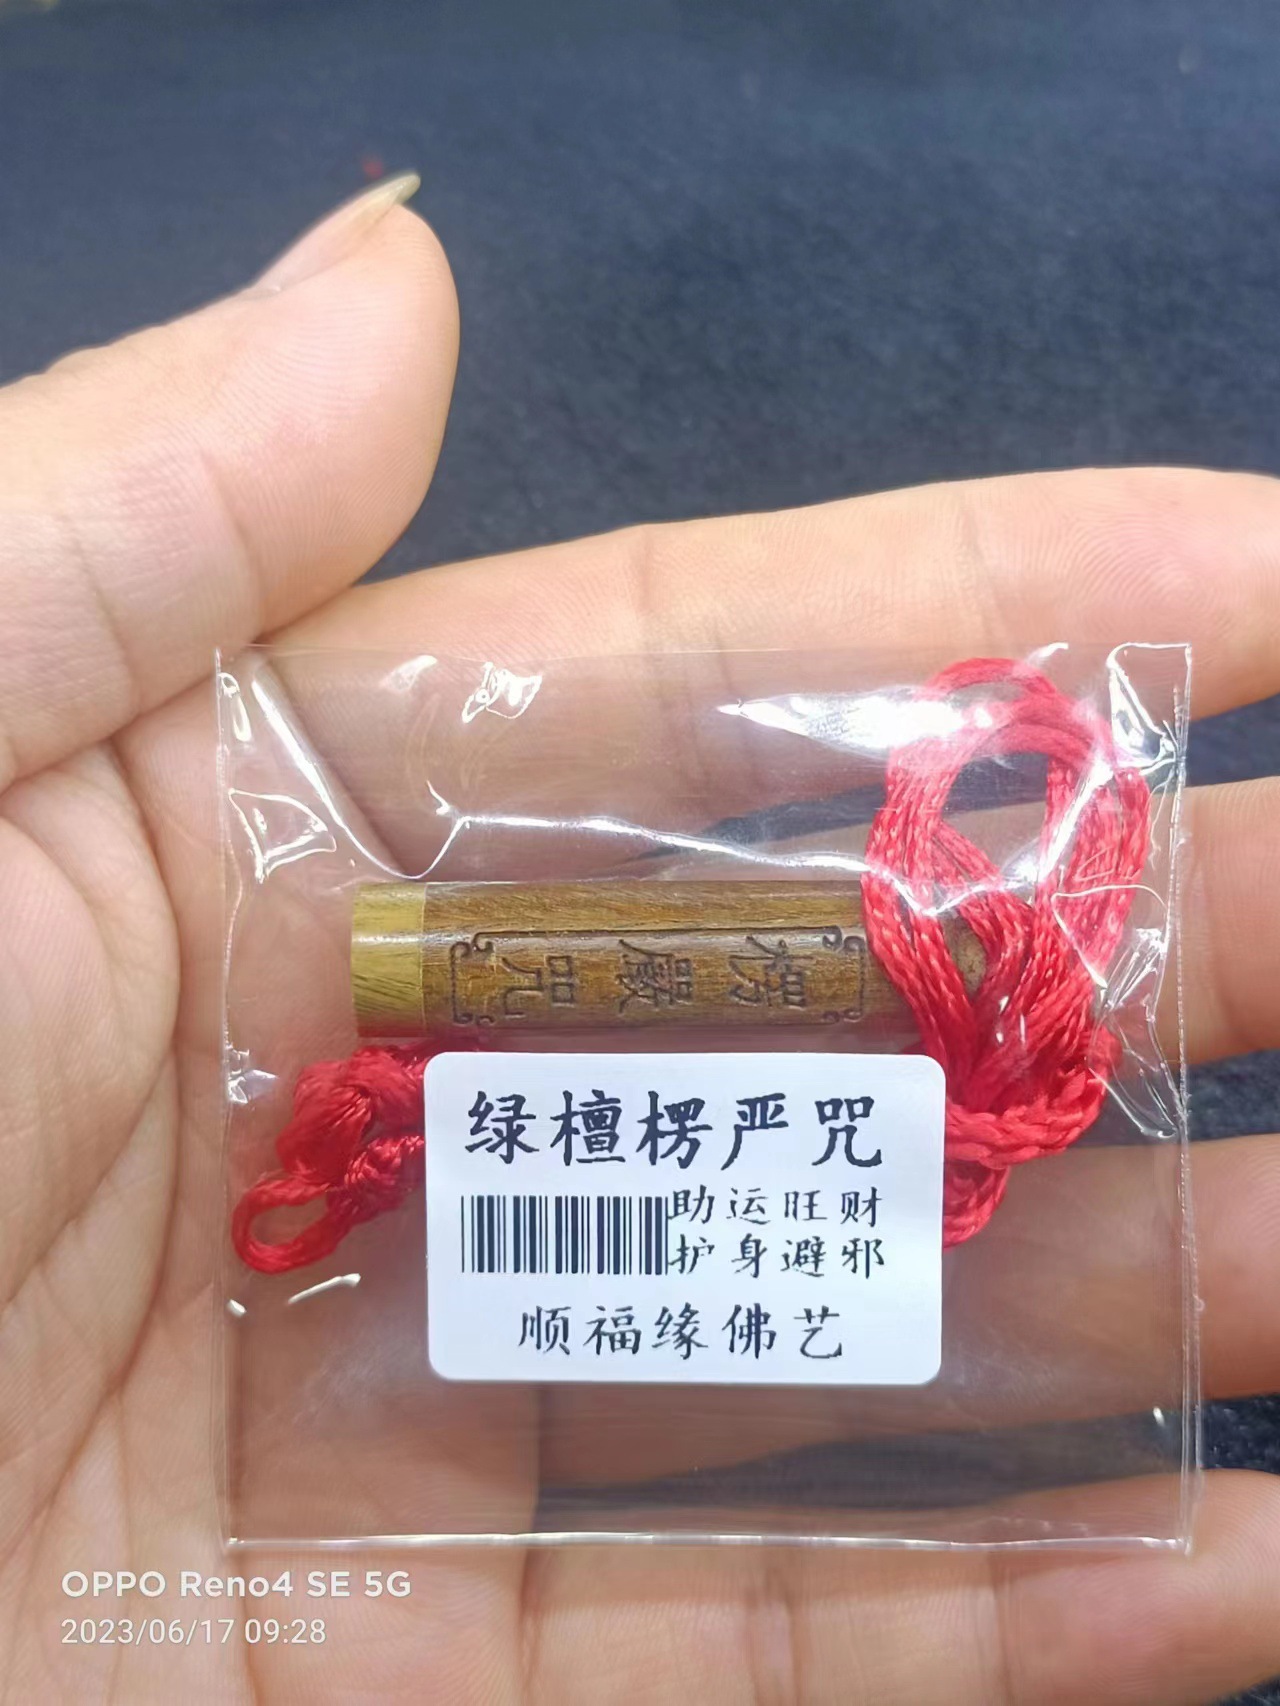 楞嚴咒
绿檀楞严咒
助运旺财
护身避邪
顺福缘佛艺
OPPO Reno4 SE 5G
2023/06/17 09:28